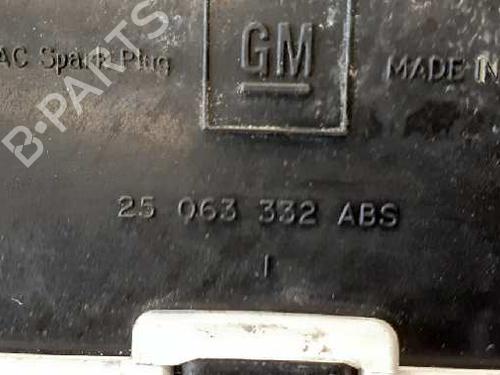 B-PARTS
AC Spark Plug
GM
MADE IN
25 063 332 ABS
I